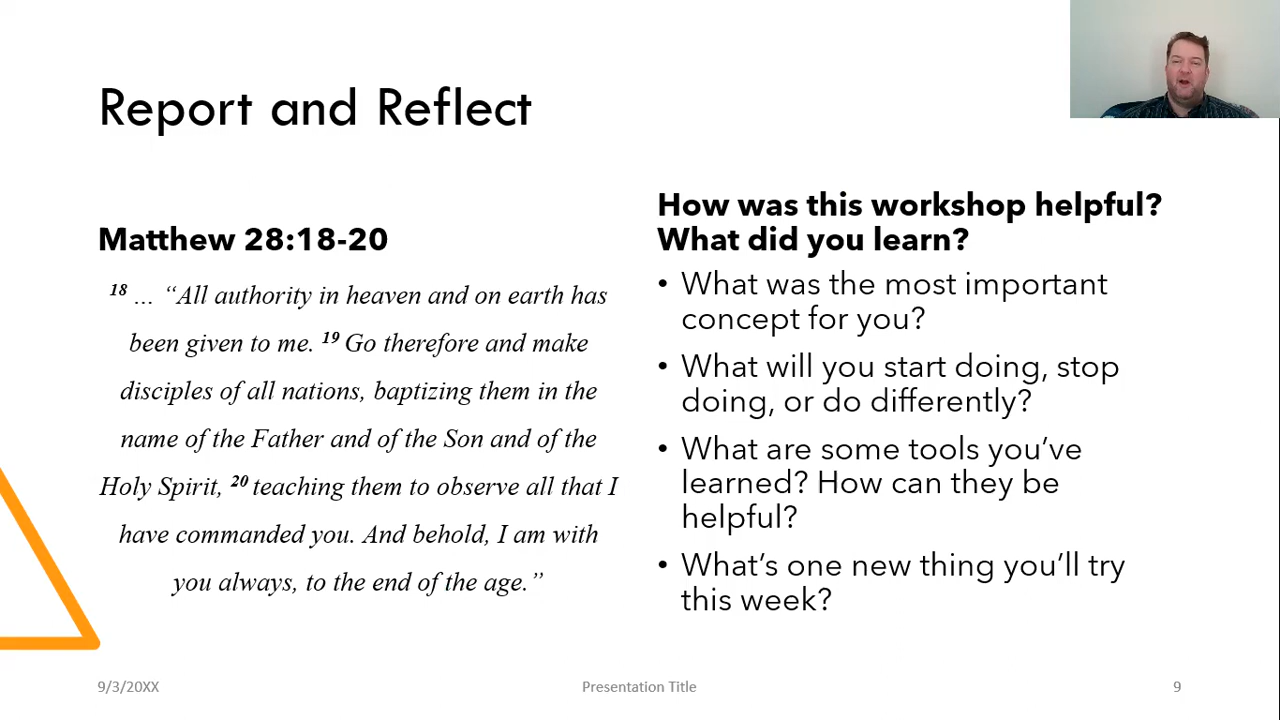 Report and Reflect
Matthew 28:18-20
18 ... “All authority in heaven and on earth has
been given to me. 19 Go therefore and make
disciples of all nations, baptizing them in the
name of the Father and of the Son and of the
Holy Spirit, 20 teaching them to observe all that I
have commanded you. And behold, I am with
you always, to the end of the age.”
How was this workshop helpful?
What did you learn?
• What was the most important
concept for you?
• What will you start doing, stop
doing, or do differently?
• What are some tools you’ve
learned? How can they be
helpful?
• What’s one new thing you’ll try
this week?
9/3/20XX
Presentation Title
9